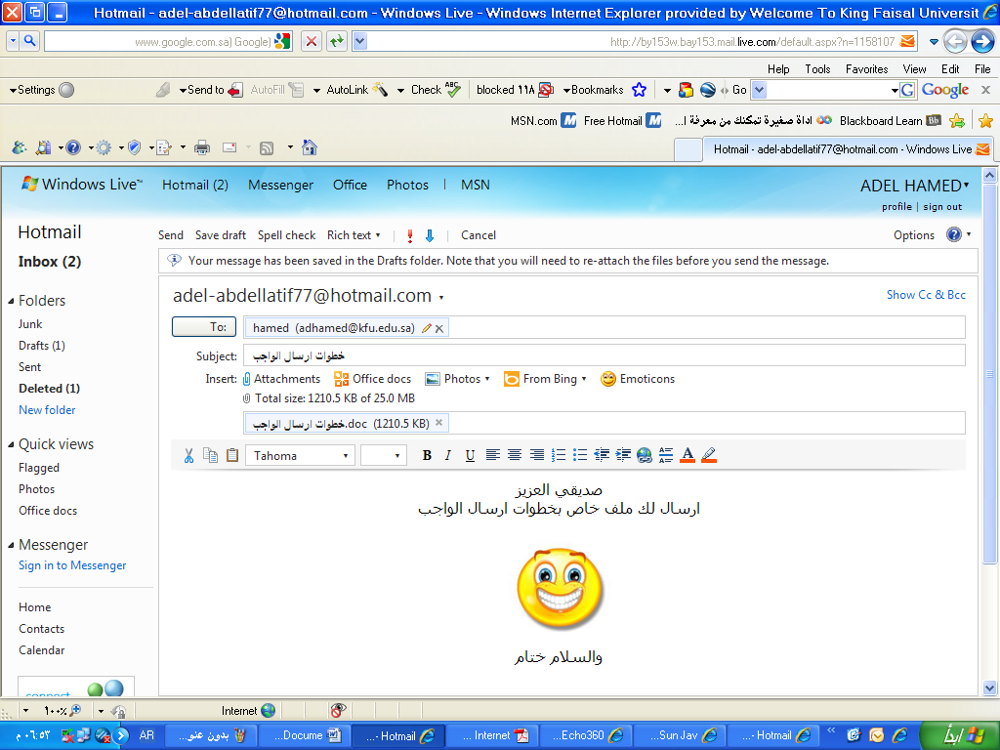 Hotmail - adel-abdellatif77@hotmail.com - Windows Live - Windows Internet Explorer provided by Welcome To King Faisal Universit
www.google.com.sa) Google)
http://by153w.bay153.mail.live.com/default.aspx?n=1158107
Help Tools Favorites View Edit File
Settings Send to AutoFill AutoLink Check blocked ١١٨ Bookmarks Go Google
MSN.com Free Hotmail اداة صغيرة تمكنك من معرفة ا... Blackboard Learn
Hotmail - adel-abdellatif77@hotmail.com - Windows Live
Windows Live™ Hotmail (2) Messenger Office Photos | MSN
ADEL HAMED
profile | sign out
Hotmail
Inbox (2)
Folders
Junk
Drafts (1)
Sent
Deleted (1)
New folder
Quick views
Flagged
Photos
Office docs
Messenger
Sign in to Messenger
Home
Contacts
Calendar
Send Save draft Spell check Rich text Cancel Options
Your message has been saved in the Drafts folder. Note that you will need to re-attach the files before you send the message.
adel-abdellatif77@hotmail.com
Show Cc & Bcc
To: hamed (adhamed@kfu.edu.sa)
Subject: خطوات ارسال الواجب
Insert: Attachments Office docs Photos From Bing Emoticons
Total size: 1210.5 KB of 25.0 MB
خطوات ارسال الواجب.doc (1210.5 KB)
Tahoma B I U A
صديقي العزيز
ارسال لك ملف خاص بخطوات ارسال الواجب
والسلام ختام
١٠٠% Internet
٠٦:٥٣ م AR بدون عنو... ...Docume ...- Hotmail ...Internet ...Echo360 ...Sun Jav ...- Hotmail ابدأ